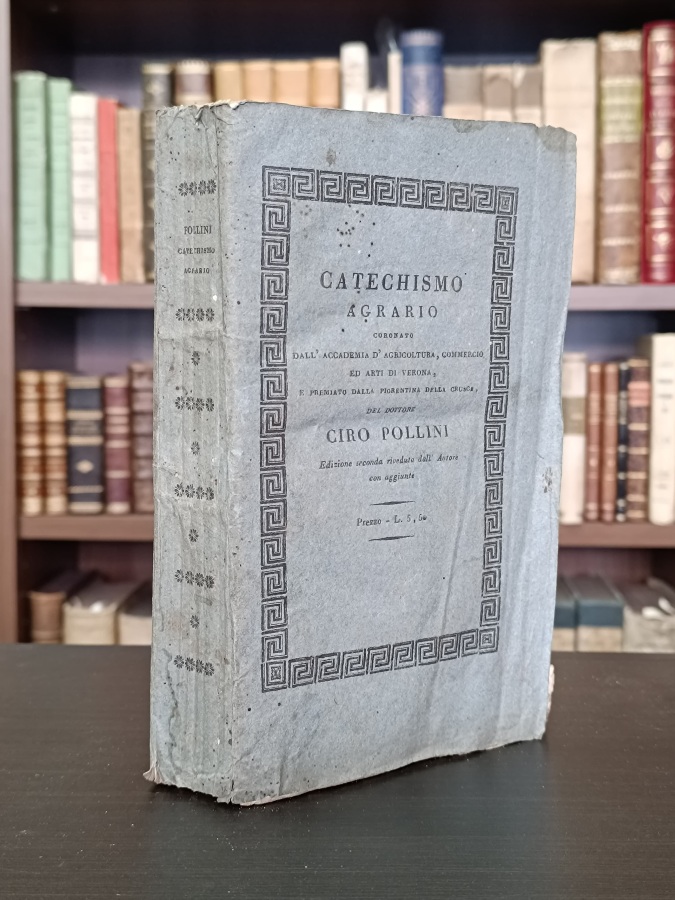 POLLINI
CATECHISMO
AGRARIO
CATECHISMO
AGRARIO
CORONATO
DALL' ACCADEMIA D' AGRICOLTURA, COMMERCIO
ED ARTI DI VERONA,
E PREMIATO DALLA FIORENTINA DELLA CRUSCA,
DEL DOTTORE
CIRO POLLINI
Edizione seconda riveduta dall' Autore
con aggiunte
Prezzo - L. 3, 50